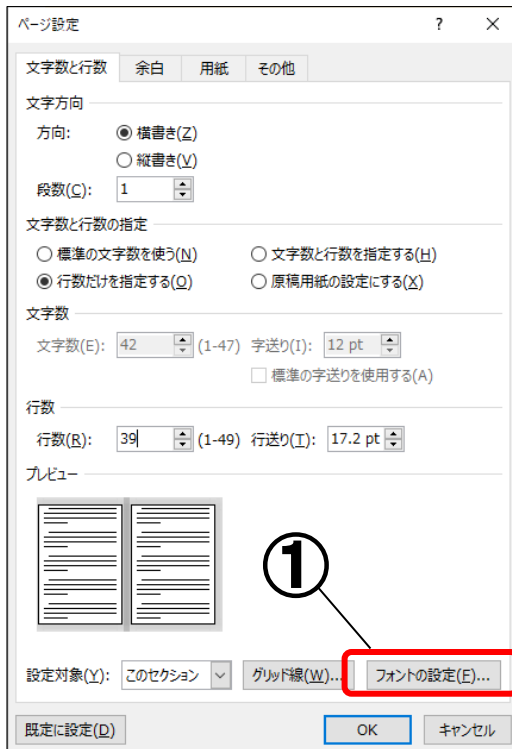 ページ設定 ? ×
文字数と行数 余白 用紙 その他
文字方向
方向: 横書き(Z)
縦書き(V)
段数(C): 1
文字数と行数の指定
標準の文字数を使う(N) 文字数と行数を指定する(H)
行数だけを指定する(O) 原稿用紙の設定にする(X)
文字数
文字数(E): 42 (1-47) 字送り(I): 12 pt
標準の字送りを使用する(A)
行数
行数(R): 39 (1-49) 行送り(T): 17.2 pt
プレビュー
①
設定対象(Y): このセクション グリッド線(W)... フォントの設定(F)...
既定に設定(D) OK キャンセル